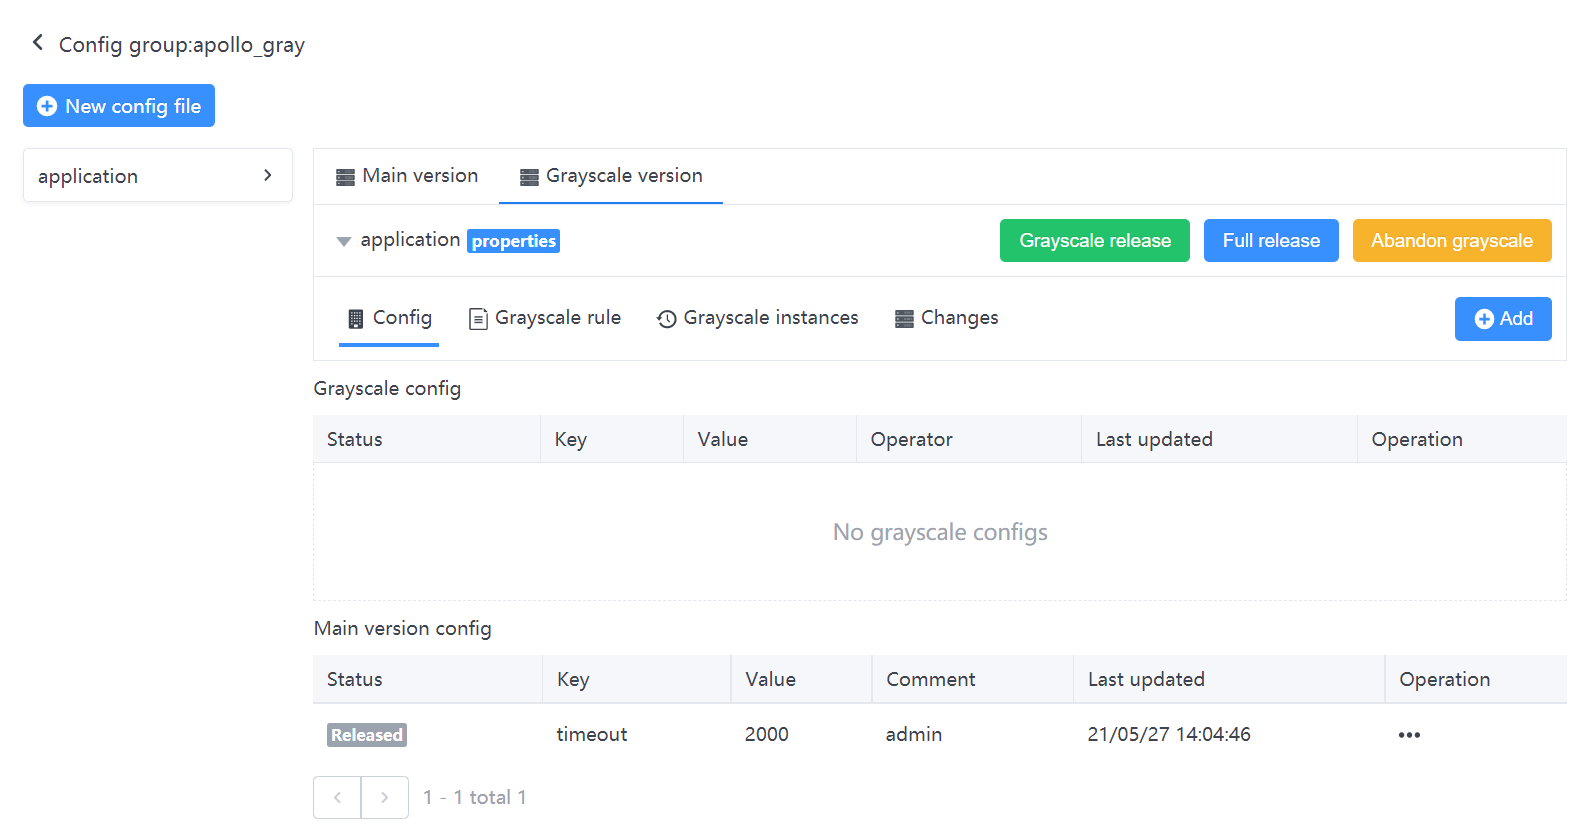 Config group:apollo_gray
New config file
application
Main version Grayscale version
application properties Grayscale release Full release Abandon grayscale
Config Grayscale rule Grayscale instances Changes Add
Grayscale config
Status Key Value Operator Last updated Operation
No grayscale configs
Main version config
Status Key Value Comment Last updated Operation
Released timeout 2000 admin 21/05/27 14:04:46 •••
1 - 1 total 1